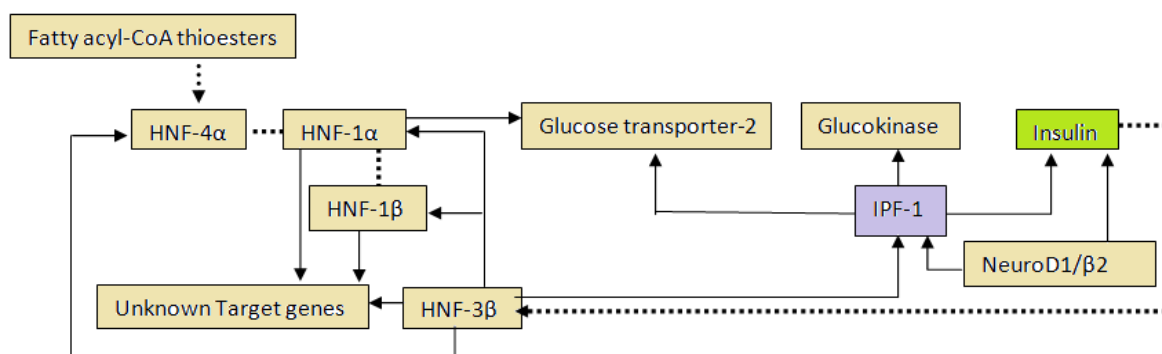 Fatty acyl-CoA thioesters
HNF-4α
HNF-1α
Glucose transporter-2
Glucokinase
Insulin
HNF-1β
IPF-1
NeuroD1/β2
Unknown Target genes
HNF-3β